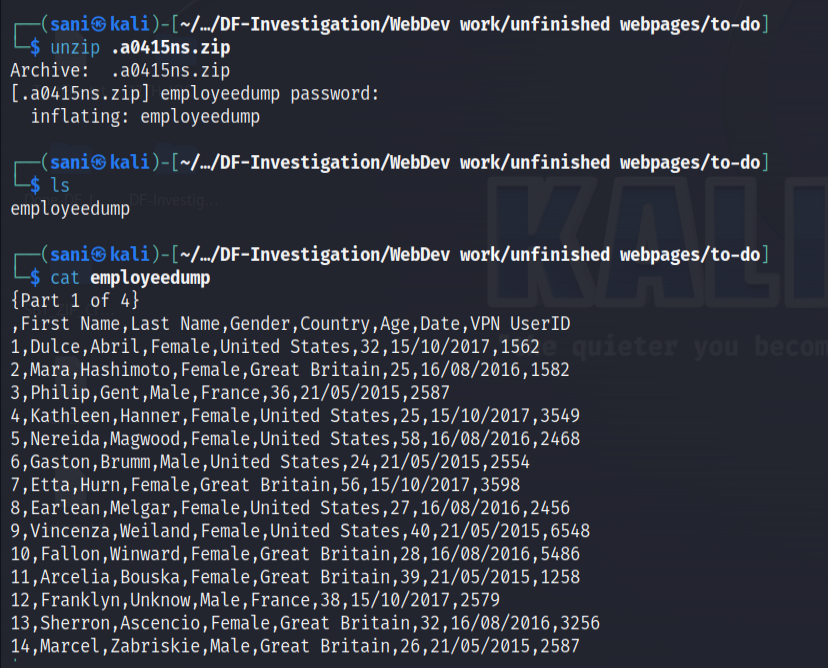 ┌──(sani㉿kali)-[~/…/DF-Investigation/WebDev work/unfinished webpages/to-do]
└─$ unzip .a0415ns.zip
Archive:  .a0415ns.zip
[.a0415ns.zip] employeedump password:
  inflating: employeedump
┌──(sani㉿kali)-[~/…/DF-Investigation/WebDev work/unfinished webpages/to-do]
└─$ ls
employeedump
┌──(sani㉿kali)-[~/…/DF-Investigation/WebDev work/unfinished webpages/to-do]
└─$ cat employeedump
{Part 1 of 4}
,First Name,Last Name,Gender,Country,Age,Date,VPN UserID
1,Dulce,Abril,Female,United States,32,15/10/2017,1562
2,Mara,Hashimoto,Female,Great Britain,25,16/08/2016,1582
3,Philip,Gent,Male,France,36,21/05/2015,2587
4,Kathleen,Hanner,Female,United States,25,15/10/2017,3549
5,Nereida,Magwood,Female,United States,58,16/08/2016,2468
6,Gaston,Brumm,Male,United States,24,21/05/2015,2554
7,Etta,Hurn,Female,Great Britain,56,15/10/2017,3598
8,Earlean,Melgar,Female,United States,27,16/08/2016,2456
9,Vincenza,Weiland,Female,United States,40,21/05/2015,6548
10,Fallon,Winward,Female,Great Britain,28,16/08/2016,5486
11,Arcelia,Bouska,Female,Great Britain,39,21/05/2015,1258
12,Franklyn,Unknow,Male,France,38,15/10/2017,2579
13,Sherron,Ascencio,Female,Great Britain,32,16/08/2016,3256
14,Marcel,Zabriskie,Male,Great Britain,26,21/05/2015,2587
KALI
quieter you becom
DF-Investig...